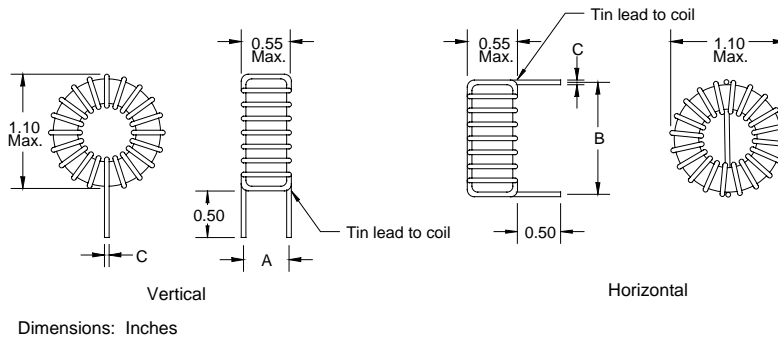 Tin lead to coil
0.55
Max.
0.55
Max.
C
1.10
Max.
1.10
Max.
B
0.50
Tin lead to coil
0.50
C
A
Vertical
Horizontal
Dimensions: Inches